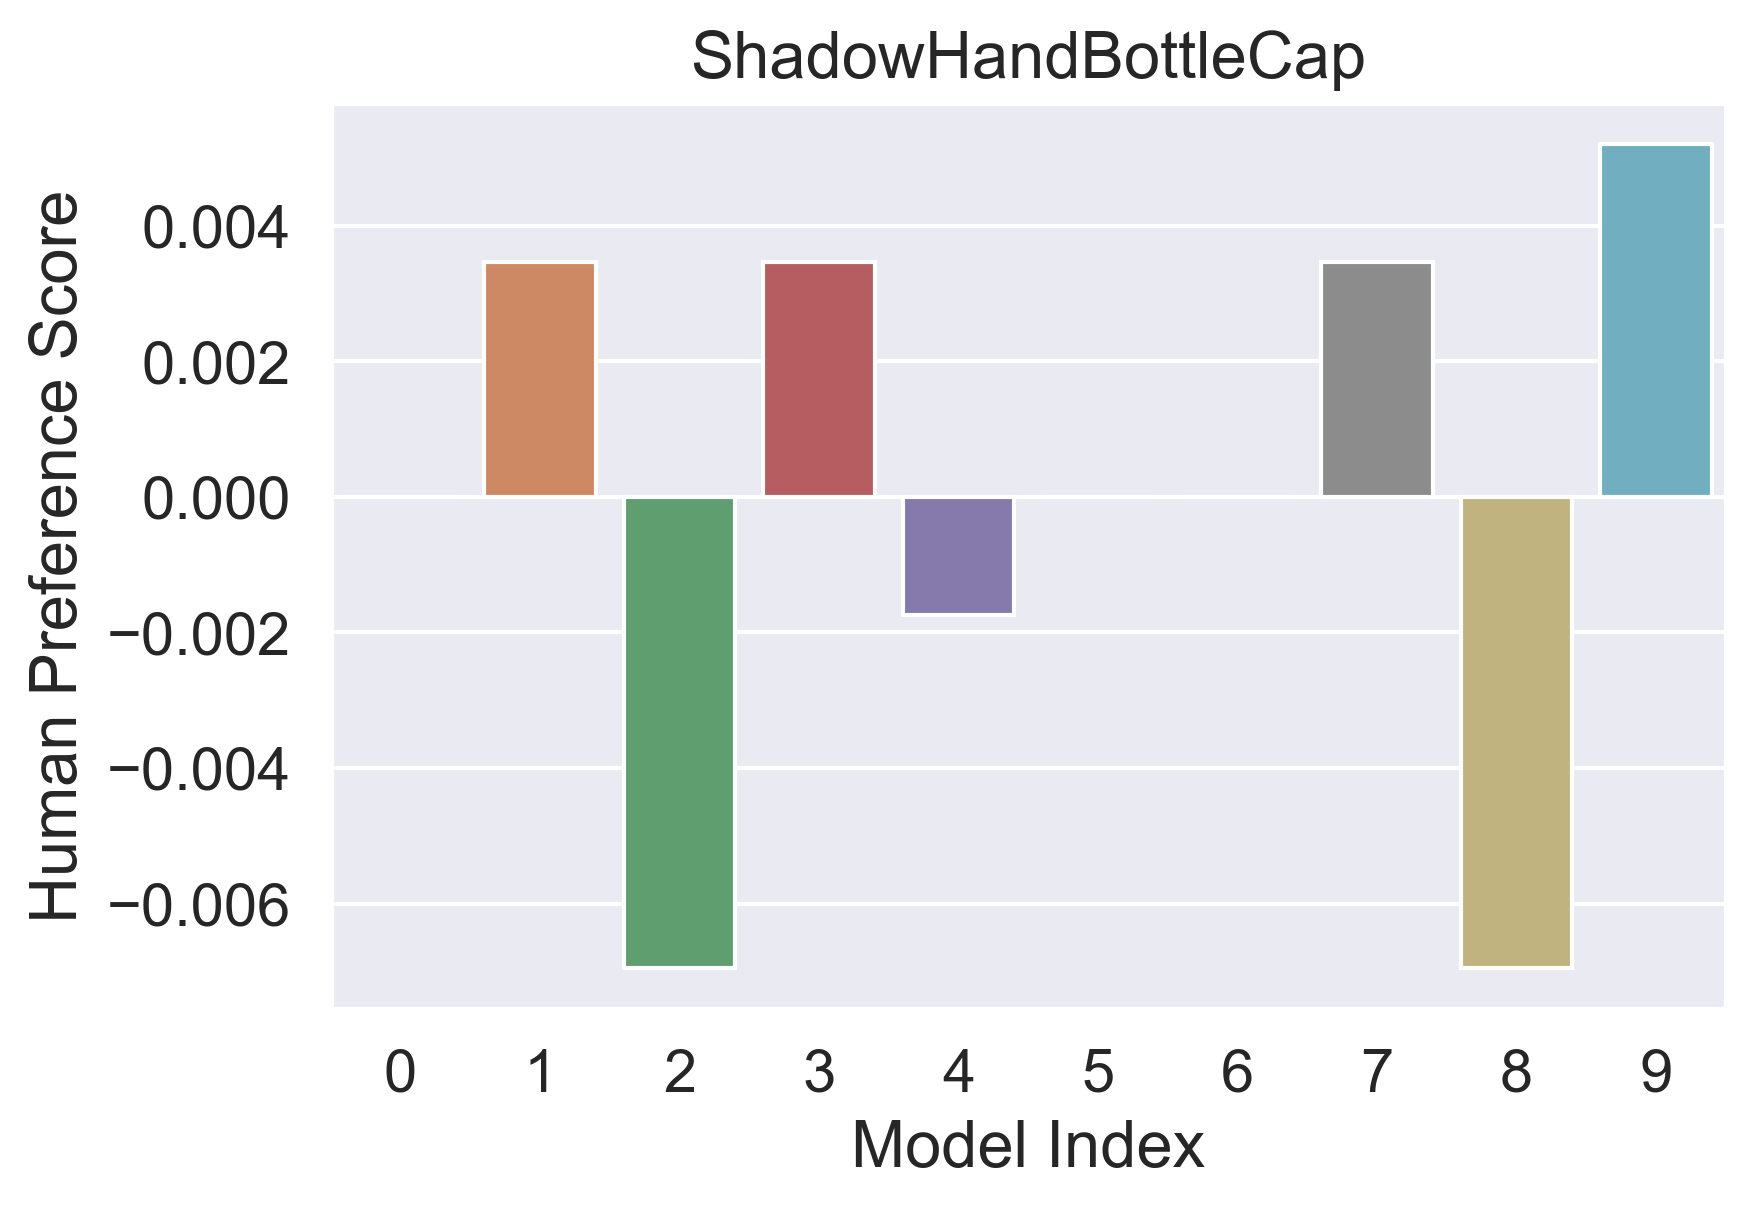 ShadowHandBottleCap
Human Preference Score
0.004
0.002
0.000
−0.002
−0.004
−0.006
0 1 2 3 4 5 6 7 8 9
Model Index